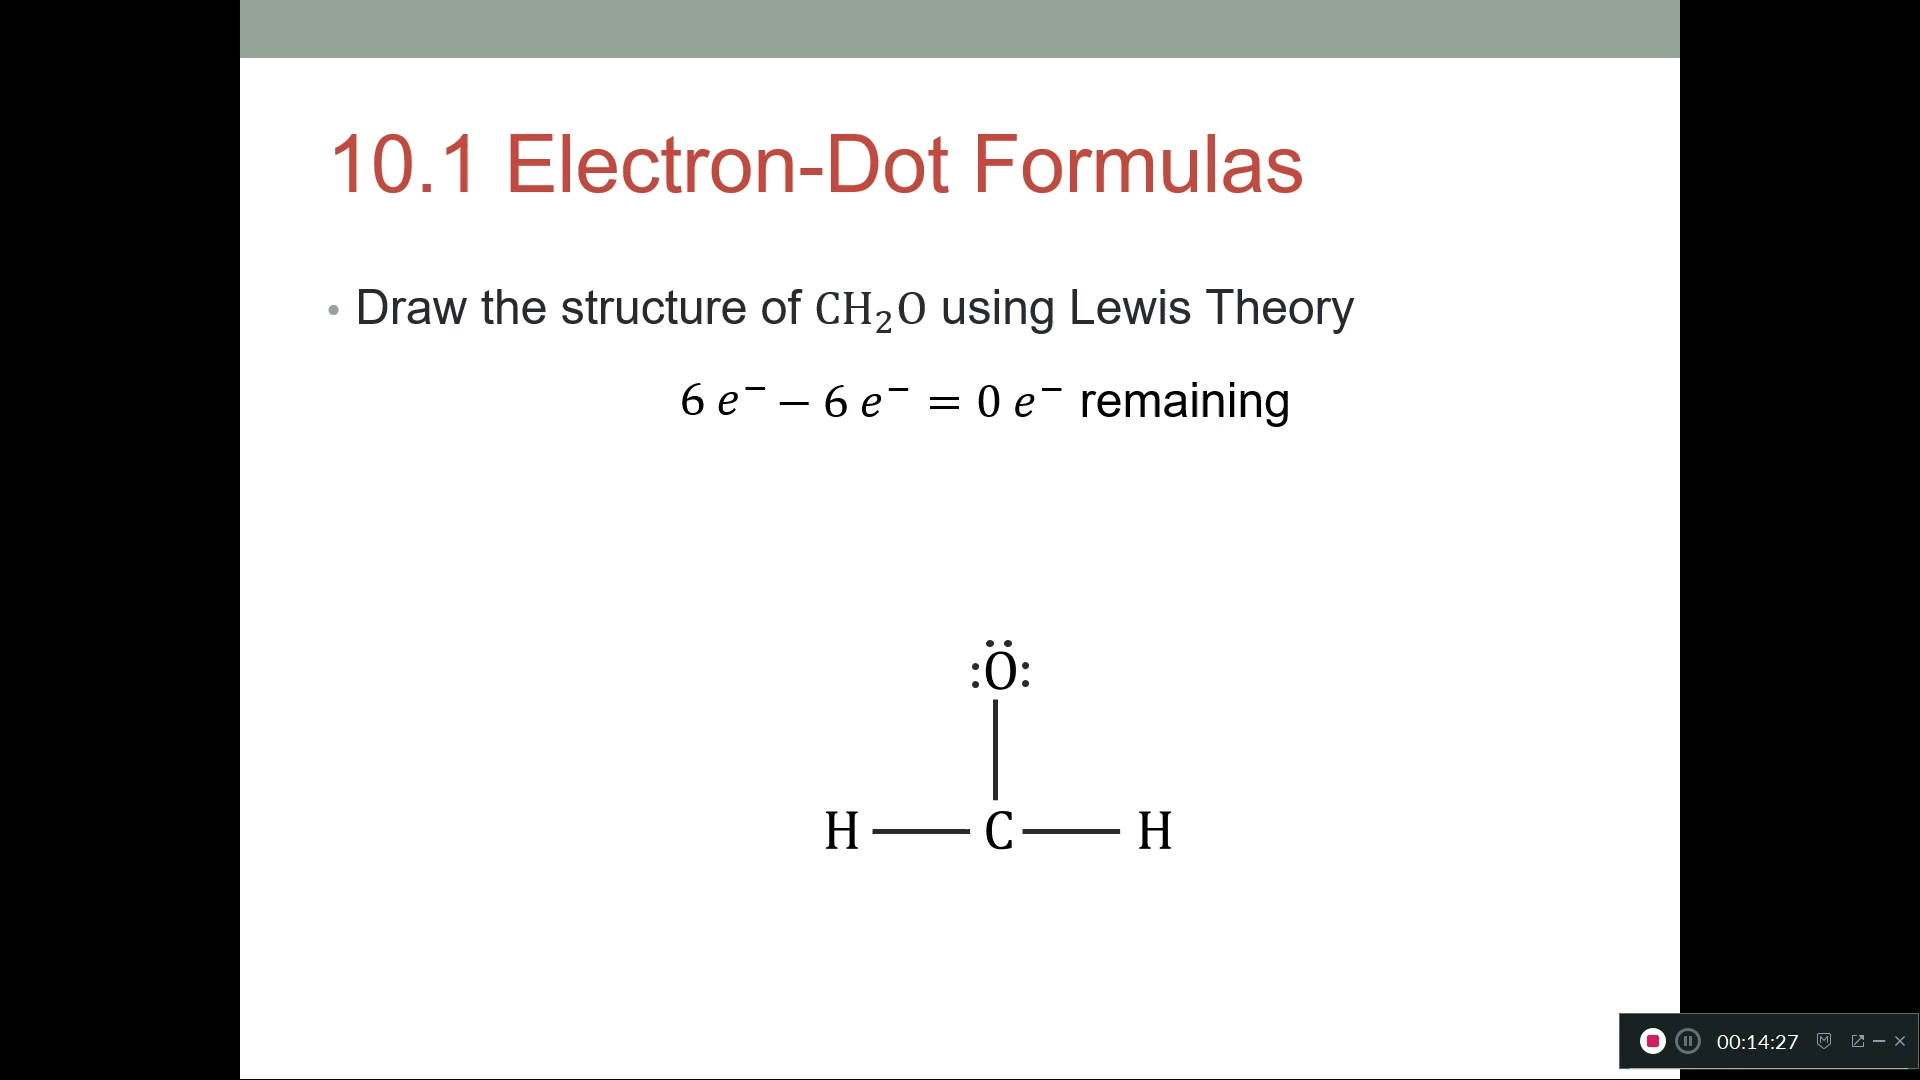 10.1 Electron-Dot Formulas
• Draw the structure of CH₂O using Lewis Theory
6 e⁻ − 6 e⁻ = 0 e⁻ remaining
:Ö:
H — C — H
00:14:27